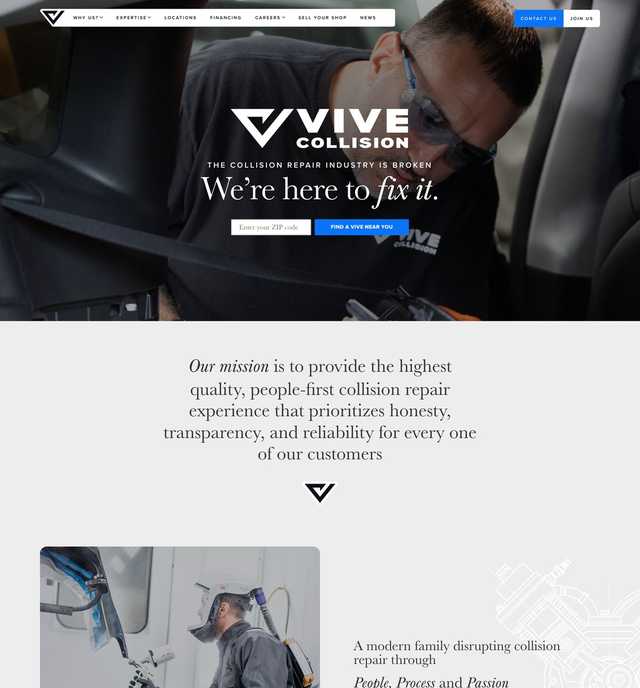 WHY US?
EXPERTISE
LOCATIONS
FINANCING
CAREERS
SELL YOUR SHOP
NEWS
CONTACT US
JOIN US
VIVE
COLLISION
THE COLLISION REPAIR INDUSTRY IS BROKEN
We're here to fix it.
Enter your ZIP code
FIND A VIVE NEAR YOU
VIVE
COLLISION
Our mission is to provide the highest
quality, people-first collision repair
experience that prioritizes honesty,
transparency, and reliability for every one
of our customers
A modern family disrupting collision
repair through
People, Process and Passion